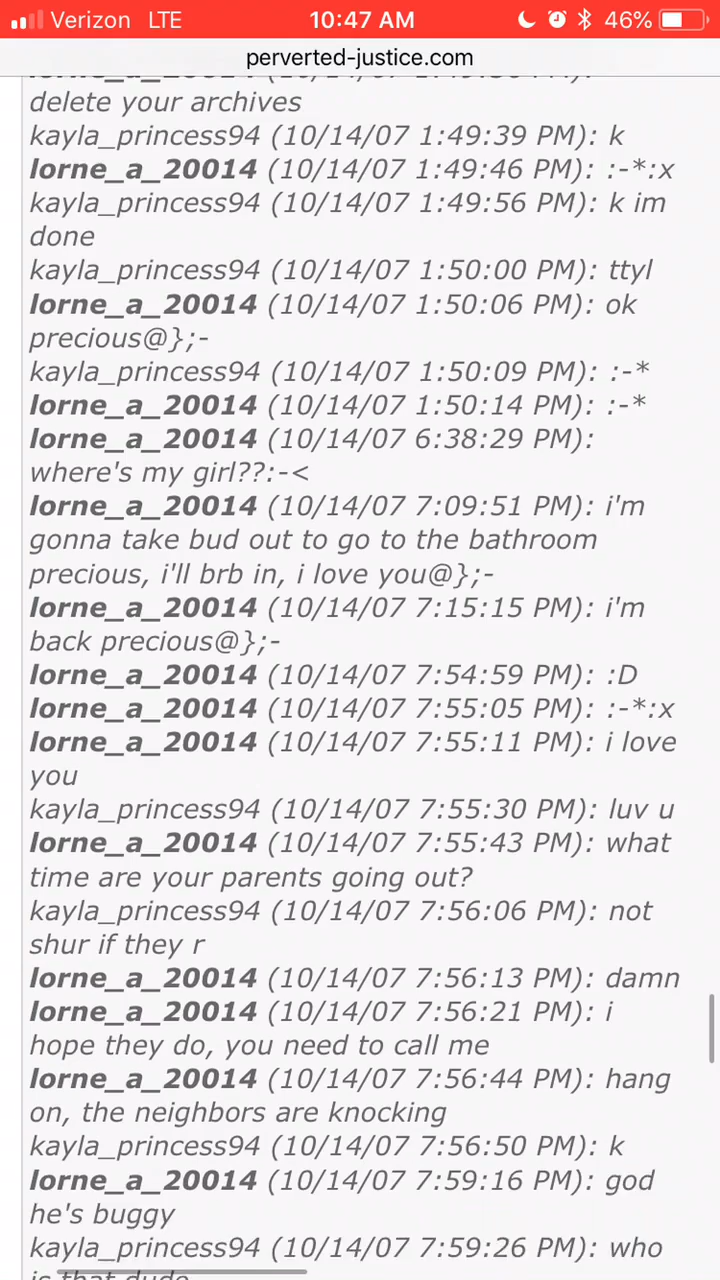 Verizon LTE 10:47 AM 46%
perverted-justice.com
delete your archives
kayla_princess94 (10/14/07 1:49:39 PM): k
lorne_a_20014 (10/14/07 1:49:46 PM): :-*:x
kayla_princess94 (10/14/07 1:49:56 PM): k im
done
kayla_princess94 (10/14/07 1:50:00 PM): ttyl
lorne_a_20014 (10/14/07 1:50:06 PM): ok
precious@};-
kayla_princess94 (10/14/07 1:50:09 PM): :-*
lorne_a_20014 (10/14/07 1:50:14 PM): :-*
lorne_a_20014 (10/14/07 6:38:29 PM):
where's my girl??:-<
lorne_a_20014 (10/14/07 7:09:51 PM): i'm
gonna take bud out to go to the bathroom
precious, i'll brb in, i love you@};-
lorne_a_20014 (10/14/07 7:15:15 PM): i'm
back precious@};-
lorne_a_20014 (10/14/07 7:54:59 PM): :D
lorne_a_20014 (10/14/07 7:55:05 PM): :-*:x
lorne_a_20014 (10/14/07 7:55:11 PM): i love
you
kayla_princess94 (10/14/07 7:55:30 PM): luv u
lorne_a_20014 (10/14/07 7:55:43 PM): what
time are your parents going out?
kayla_princess94 (10/14/07 7:56:06 PM): not
shur if they r
lorne_a_20014 (10/14/07 7:56:13 PM): damn
lorne_a_20014 (10/14/07 7:56:21 PM): i
hope they do, you need to call me
lorne_a_20014 (10/14/07 7:56:44 PM): hang
on, the neighbors are knocking
kayla_princess94 (10/14/07 7:56:50 PM): k
lorne_a_20014 (10/14/07 7:59:16 PM): god
he's buggy
kayla_princess94 (10/14/07 7:59:26 PM): who
is that dude